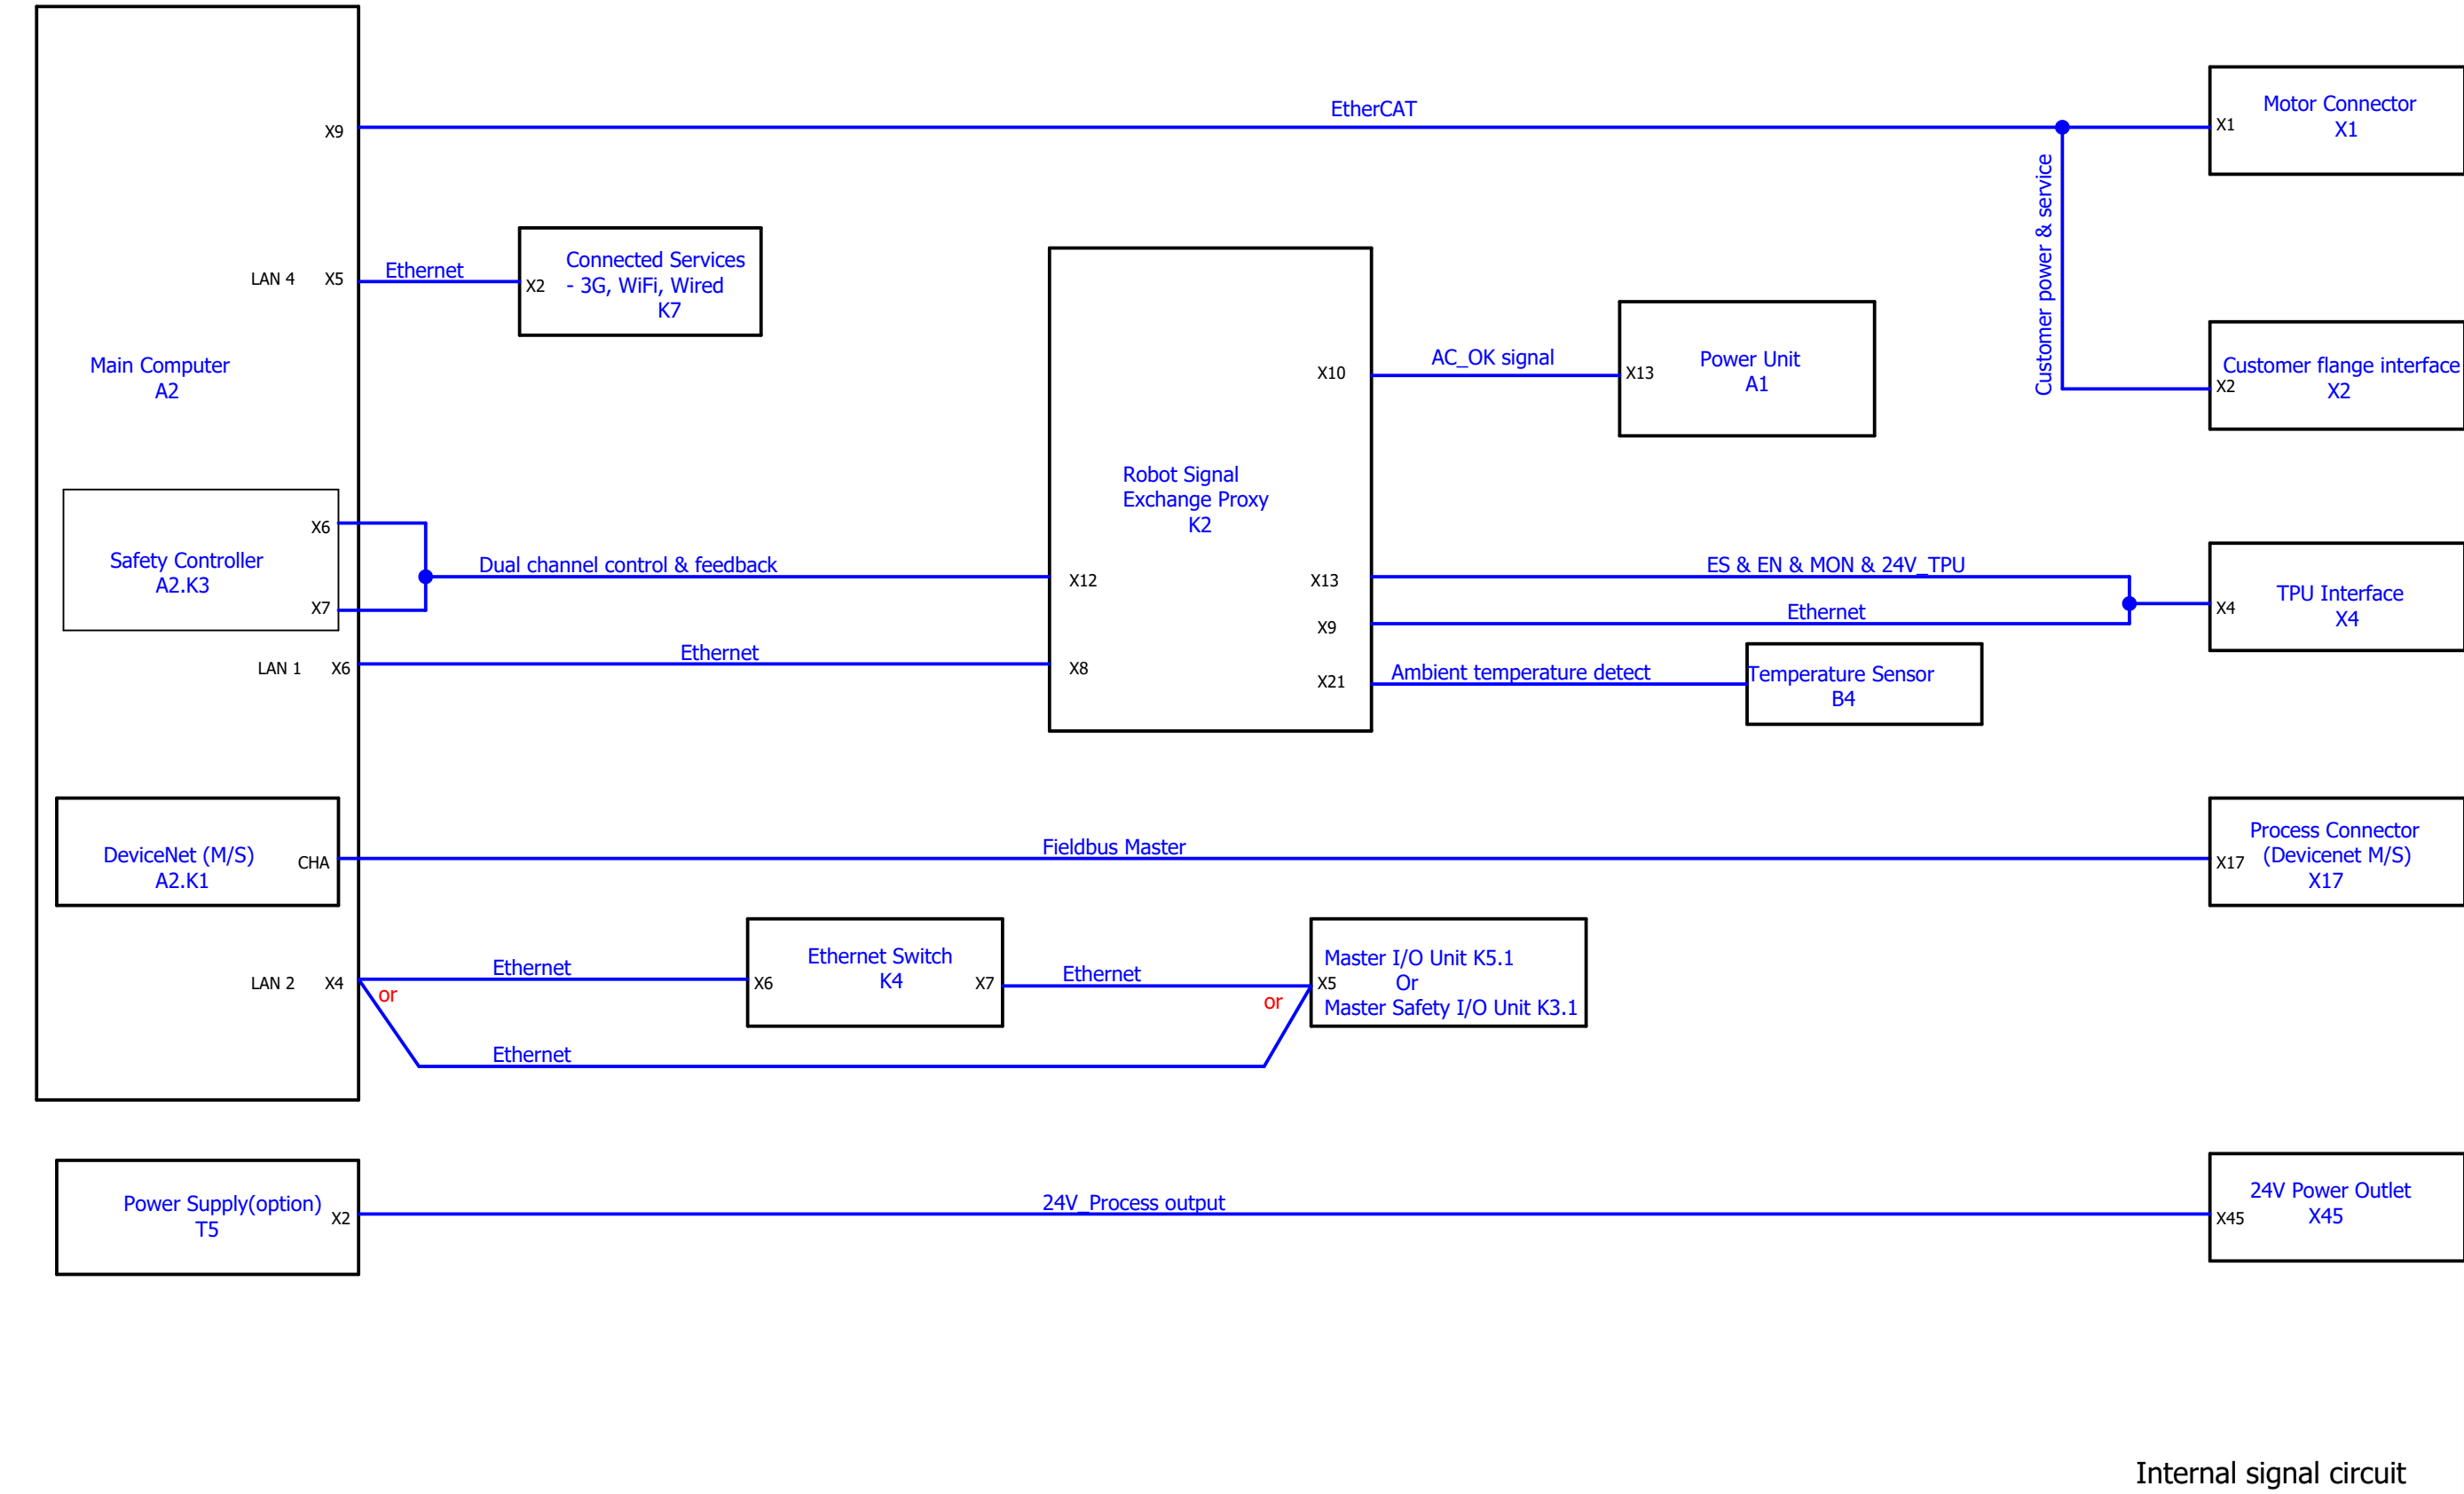 EtherCAT
X9
X1
Motor Connector
X1
Customer power & service
LAN 4
X5
Ethernet
X2
Connected Services
- 3G, WiFi, Wired
K7
Main Computer
A2
X10
AC_OK signal
X13
Power Unit
A1
X2
Customer flange interface
X2
Robot Signal
Exchange Proxy
K2
X6
Safety Controller
A2.K3
X7
Dual channel control & feedback
X12
X13
ES & EN & MON & 24V_TPU
X9
Ethernet
X4
TPU Interface
X4
LAN 1
X6
Ethernet
X8
X21
Ambient temperature detect
Temperature Sensor
B4
DeviceNet (M/S)
A2.K1
CHA
Fieldbus Master
X17
Process Connector
(Devicenet M/S)
X17
LAN 2
X4
or
Ethernet
X6
Ethernet Switch
K4
X7
Ethernet
or
X5
Master I/O Unit K5.1
Or
Master Safety I/O Unit K3.1
Ethernet
Power Supply(option)
T5
X2
24V_Process output
X45
24V Power Outlet
X45
Internal signal circuit